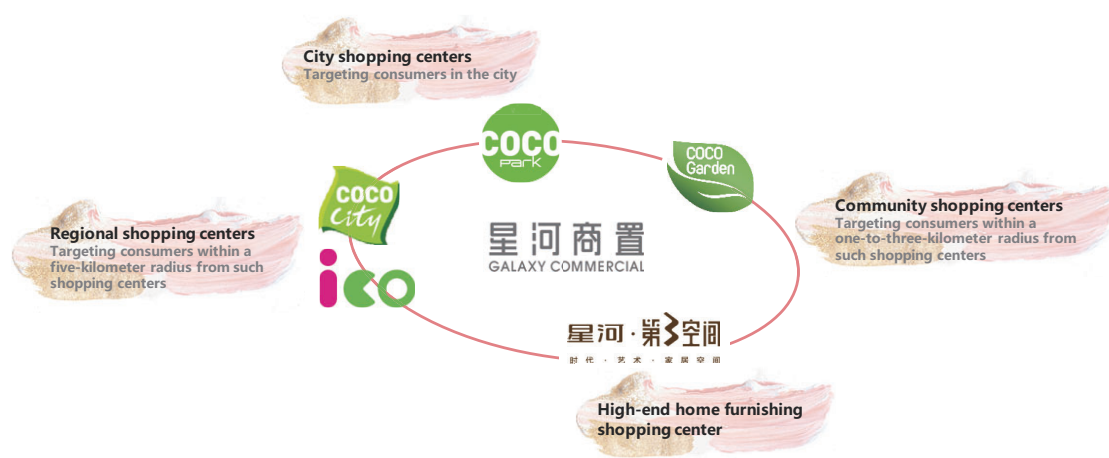 City shopping centers
Targeting consumers in the city
COCO
Park
COCO
Garden
COCO
City
ico
Regional shopping centers
Targeting consumers within a
five-kilometer radius from such
shopping centers
Community shopping centers
Targeting consumers within a
one-to-three-kilometer radius from
such shopping centers
星河商置
GALAXY COMMERCIAL
星河·第3空间
时代·艺术·家居空间
High-end home furnishing
shopping center